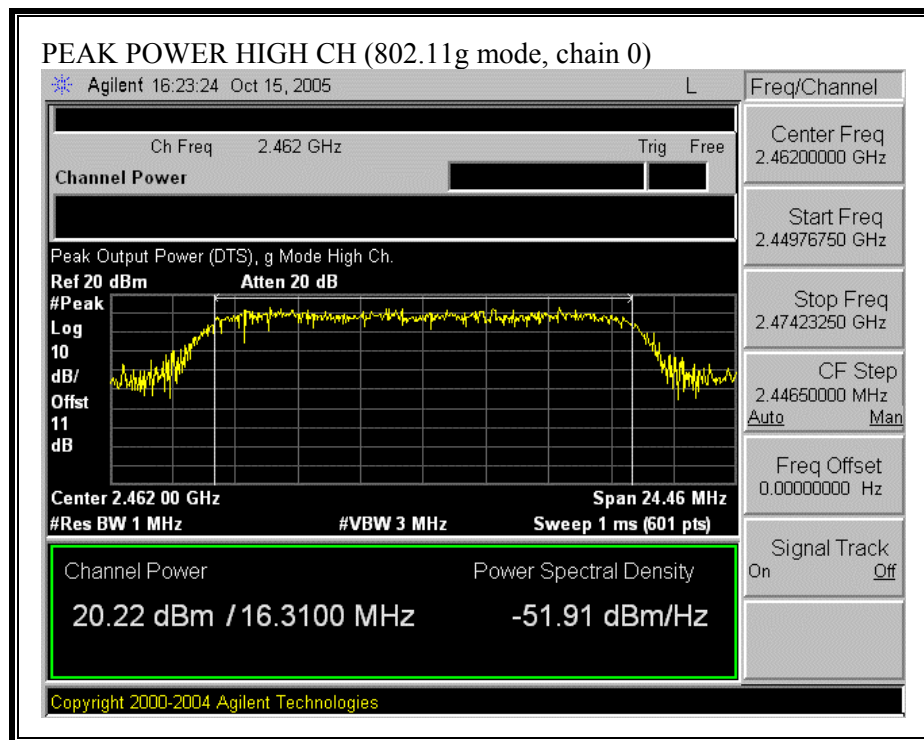 PEAK POWER HIGH CH (802.11g mode, chain 0)
Agilent 16:23:24 Oct 15, 2005 L
Freq/Channel
Ch Freq 2.462 GHz Trig Free
Channel Power
Center Freq
2.46200000 GHz
Start Freq
2.44976750 GHz
Stop Freq
2.47423250 GHz
CF Step
2.44650000 MHz
Auto Man
Freq Offset
0.00000000 Hz
Signal Track
On Off
Peak Output Power (DTS), g Mode High Ch.
Ref 20 dBm Atten 20 dB
#Peak
Log
10
dB/
Offst
11
dB
Center 2.462 00 GHz Span 24.46 MHz
#Res BW 1 MHz #VBW 3 MHz Sweep 1 ms (601 pts)
Channel Power Power Spectral Density
20.22 dBm / 16.3100 MHz -51.91 dBm/Hz
Copyright 2000-2004 Agilent Technologies